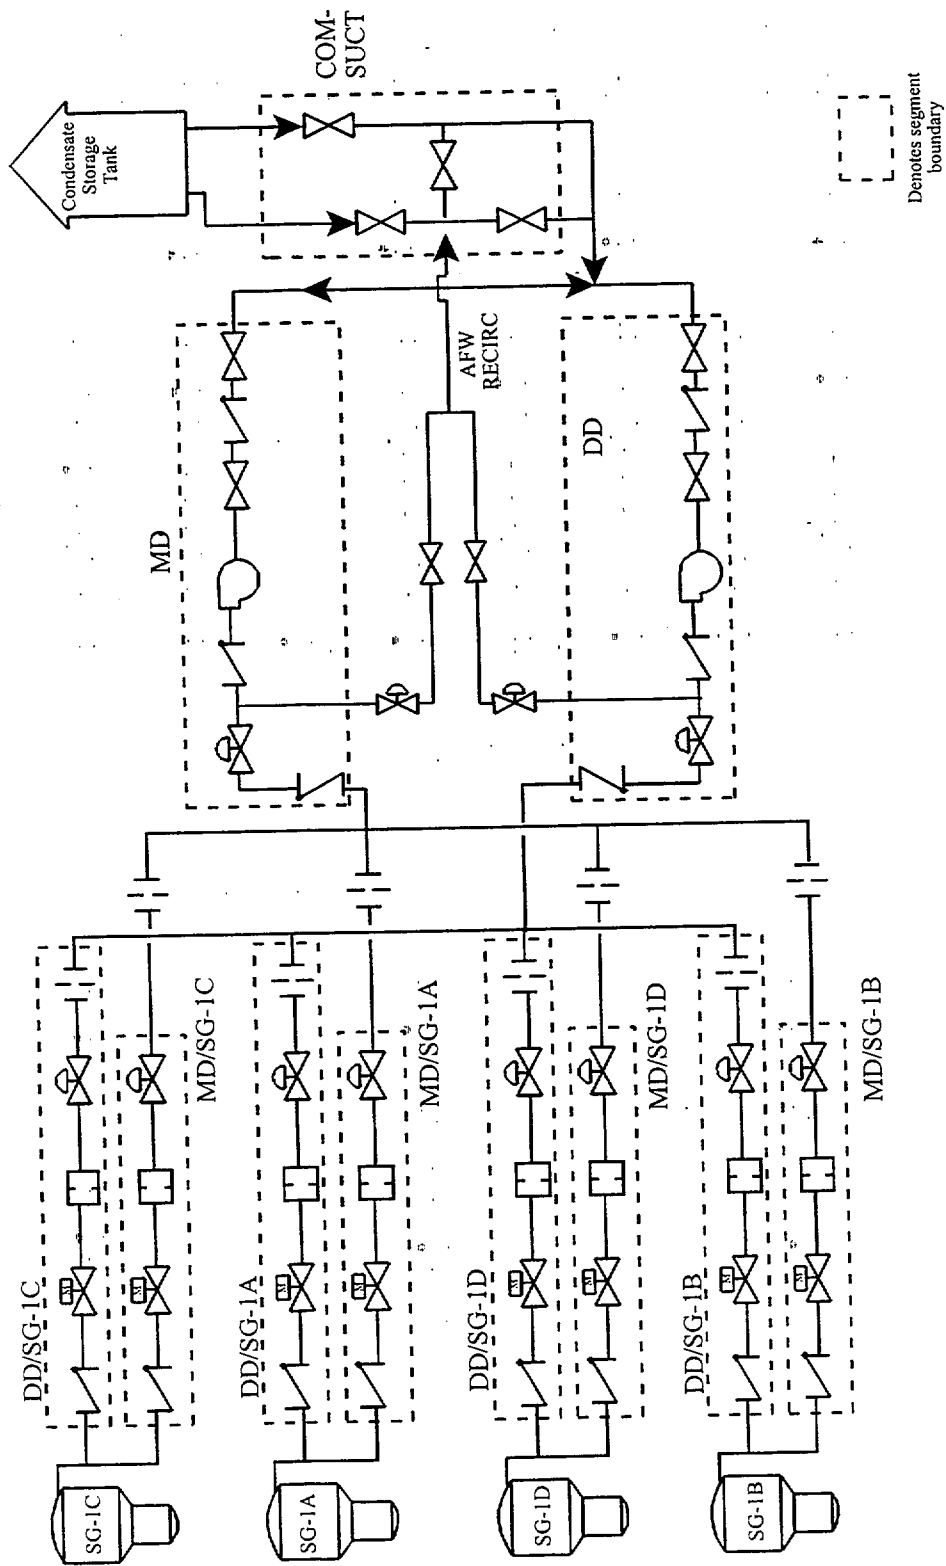 Condensate
Storage
Tank
COM-
SUCT
Denotes segment
boundary
MD
AFW
RECIRC
DD
DD/SG-1C
MD/SG-1C
DD/SG-1A
MD/SG-1A
DD/SG-1D
MD/SG-1D
DD/SG-1B
MD/SG-1B
M
M
M
M
M
M
M
M
SG-1C
SG-1A
SG-1D
SG-1B